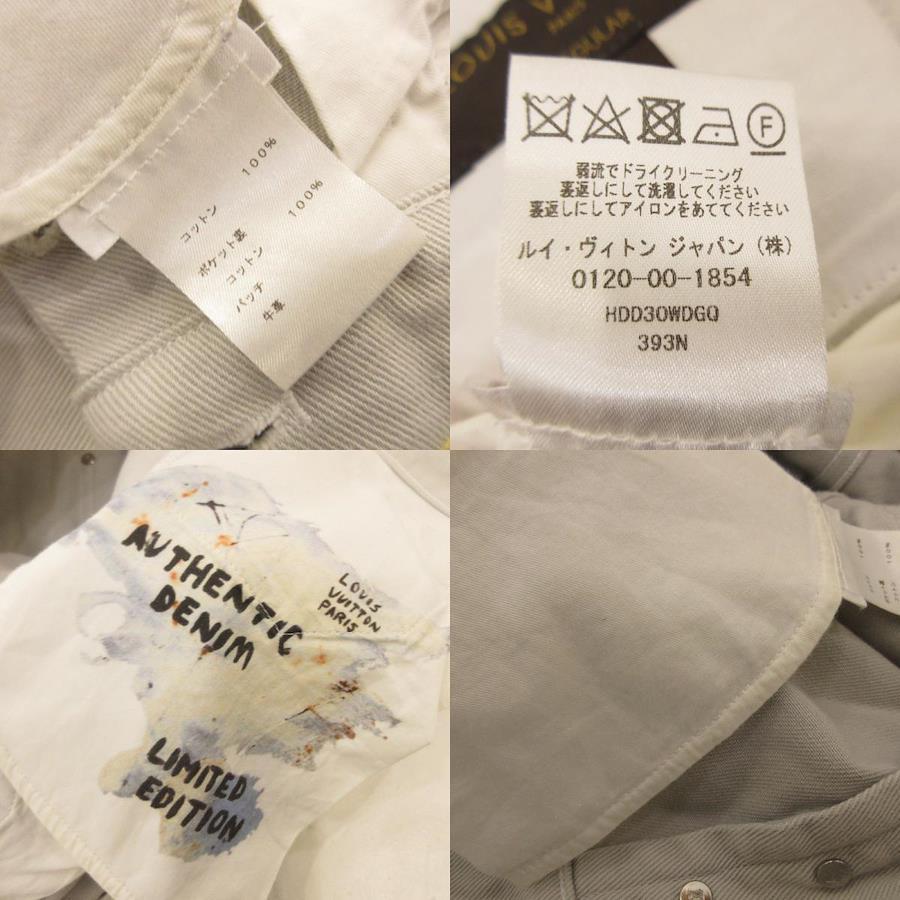 コットン 100%
ポケット裏
コットン 100%
パッチ
牛革
LOUIS V
PARIS
GULAR
F
弱流でドライクリーニング
裏返しにして洗濯してください
裏返しにしてアイロンをあててください
ルイ・ヴィトン ジャパン(株)
0120-00-1854
HDD30WDGQ
393N
AUTHENTIC
DENIM
LOUIS
VUITTON
PARIS
LIMITED
EDITION